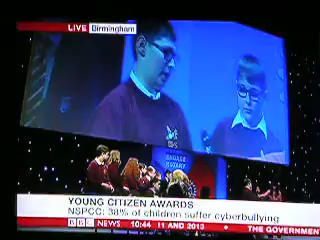 LIVE Birmingham
YOUNG CITIZEN AWARDS
NSPCC: 38% of children suffer cyberbullying
BBC NEWS 10:44 11 AND 2013 THE GOVERNMEN